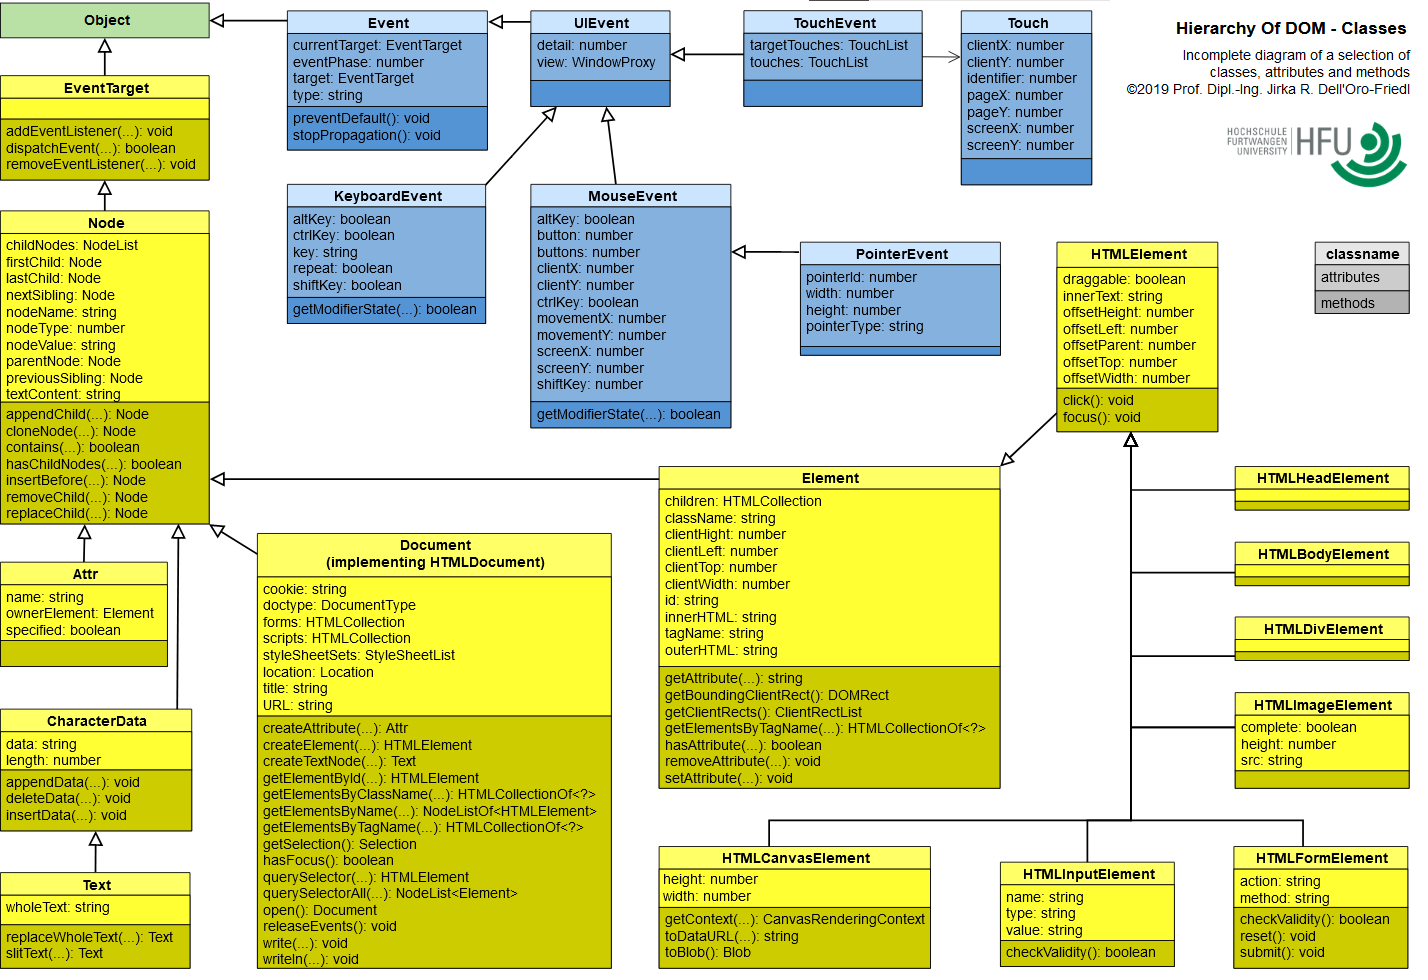 Object
Event
currentTarget: EventTarget
eventPhase: number
target: EventTarget
type: string
preventDefault(): void
stopPropagation(): void
UIEvent
detail: number
view: WindowProxy
TouchEvent
targetTouches: TouchList
touches: TouchList
Touch
clientX: number
clientY: number
identifier: number
pageX: number
pageY: number
screenX: number
screenY: number
Hierarchy Of DOM - Classes
Incomplete diagram of a selection of
classes, attributes and methods
©2019 Prof. Dipl.-Ing. Jirka R. Dell'Oro-Friedl
HOCHSCHULE
FURTWANGEN
UNIVERSITY
HFU
EventTarget
addEventListener(...): void
dispatchEvent(...): boolean
removeEventListener(...): void
KeyboardEvent
altKey: boolean
ctrlKey: boolean
key: string
repeat: boolean
shiftKey: boolean
getModifierState(...): boolean
MouseEvent
altKey: boolean
button: number
buttons: number
clientX: number
clientY: number
ctrlKey: boolean
movementX: number
movementY: number
screenX: number
screenY: number
shiftKey: number
getModifierState(...): boolean
PointerEvent
pointerId: number
width: number
height: number
pointerType: string
HTMLElement
draggable: boolean
innerText: string
offsetHeight: number
offsetLeft: number
offsetParent: number
offsetTop: number
offsetWidth: number
click(): void
focus(): void
classname
attributes
methods
Node
childNodes: NodeList
firstChild: Node
lastChild: Node
nextSibling: Node
nodeName: string
nodeType: number
nodeValue: string
parentNode: Node
previousSibling: Node
textContent: string
appendChild(...): Node
cloneNode(...): Node
contains(...): boolean
hasChildNodes(...): boolean
insertBefore(...): Node
removeChild(...): Node
replaceChild(...): Node
Attr
name: string
ownerElement: Element
specified: boolean
CharacterData
data: string
length: number
appendData(...): void
deleteData(...): void
insertData(...): void
Text
wholeText: string
replaceWholeText(...): Text
slitText(...): Text
Document
(implementing HTMLDocument)
cookie: string
doctype: DocumentType
forms: HTMLCollection
scripts: HTMLCollection
styleSheetSets: StyleSheetList
location: Location
title: string
URL: string
createAttribute(...): Attr
createElement(...): HTMLElement
createTextNode(...): Text
getElementById(...): HTMLElement
getElementsByClassName(...): HTMLCollectionOf<?>
getElementsByName(...): NodeListOf<HTMLElement>
getElementsByTagName(...): HTMLCollectionOf<?>
getSelection(): Selection
hasFocus(): boolean
querySelector(...): HTMLElement
querySelectorAll(...): NodeList<Element>
open(): Document
releaseEvents(): void
write(...): void
writeln(...): void
Element
children: HTMLCollection
className: string
clientHight: number
clientLeft: number
clientTop: number
clientWidth: number
id: string
innerHTML: string
tagName: string
outerHTML: string
getAttribute(...): string
getBoundingClientRect(): DOMRect
getClientRects(): ClientRectList
getElementsByTagName(...): HTMLCollectionOf<?>
hasAttribute(...): boolean
removeAttribute(...): void
setAttribute(...): void
HTMLHeadElement
HTMLBodyElement
HTMLDivElement
HTMLImageElement
complete: boolean
height: number
src: string
HTMLCanvasElement
height: number
width: number
getContext(...): CanvasRenderingContext
toDataURL(...): string
toBlob(): Blob
HTMLInputElement
name: string
type: string
value: string
checkValidity(): boolean
HTMLFormElement
action: string
method: string
checkValidity(): boolean
reset(): void
submit(): void